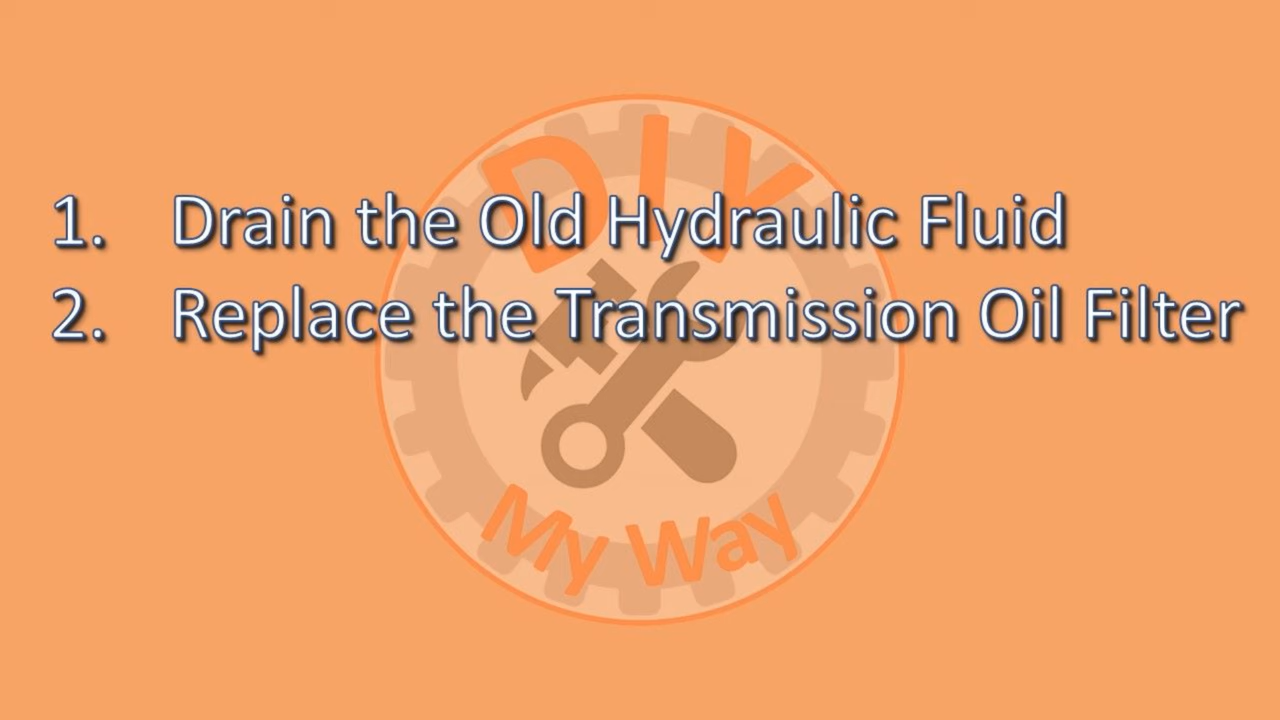 DIY
1. Drain the Old Hydraulic Fluid
2. Replace the Transmission Oil Filter
My Way